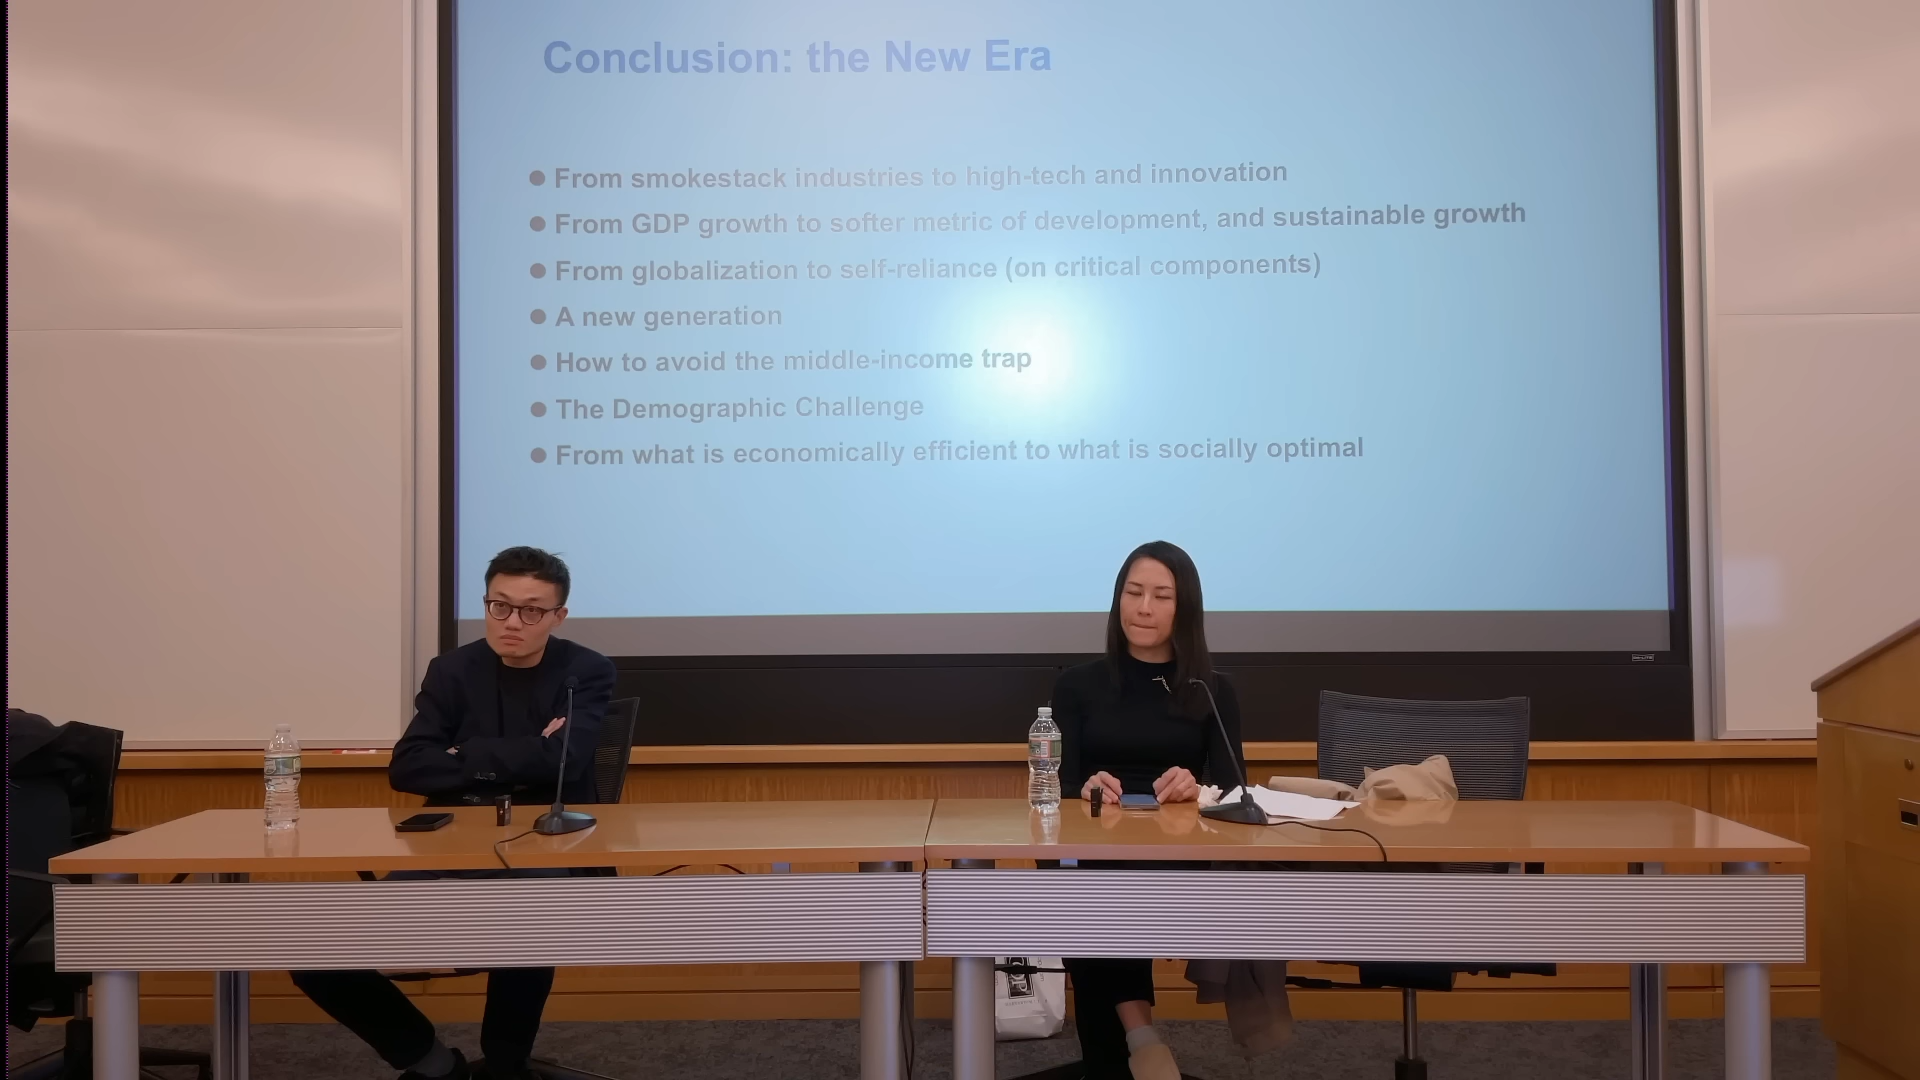 Conclusion: the New Era
● From smokestack industries to high-tech and innovation
● From GDP growth to softer metric of development, and sustainable growth
● From globalization to self-reliance (on critical components)
● A new generation
● How to avoid the middle-income trap
● The Demographic Challenge
● From what is economically efficient to what is socially optimal